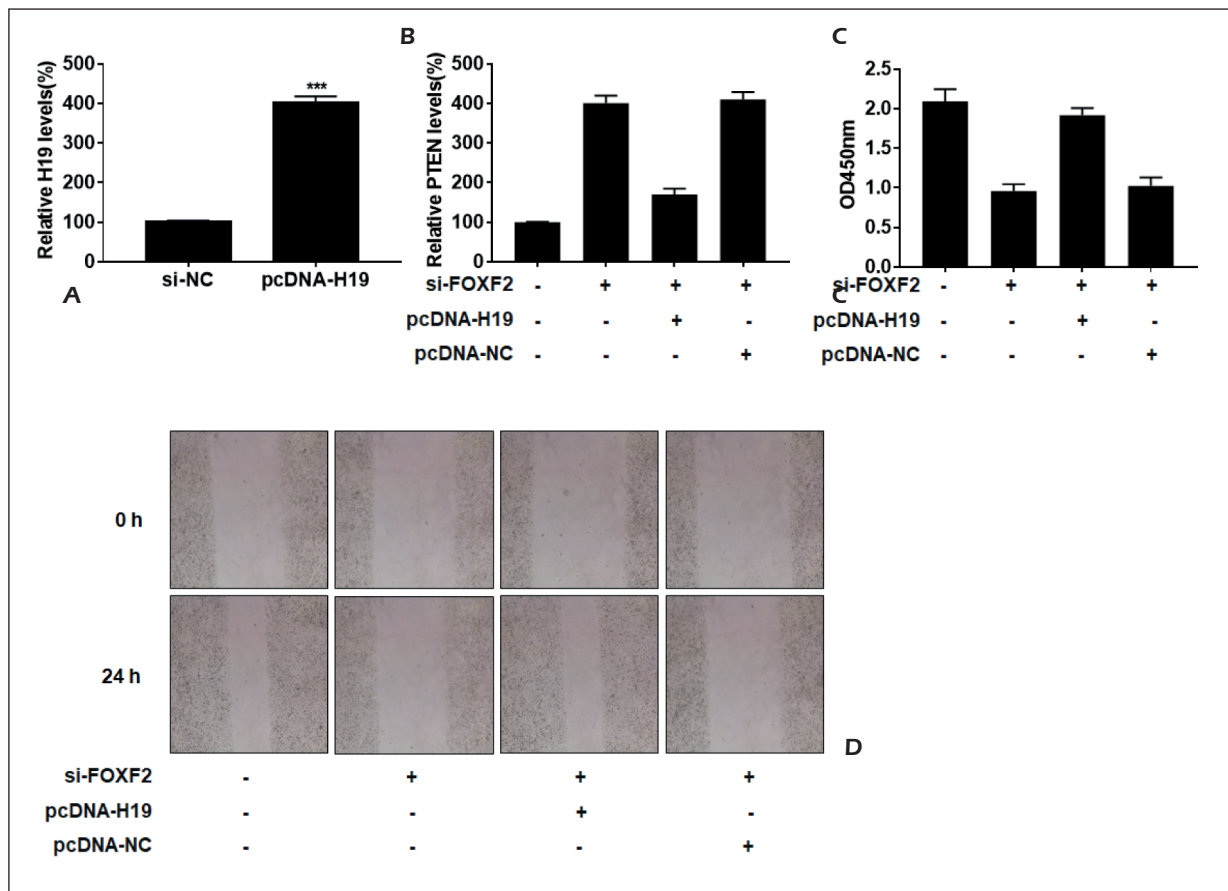 B
C
500
400
300
200
100
0
Relative H19 levels(%)
***
si-NC
pcDNA-H19
A
500
400
300
200
100
0
Relative PTEN levels(%)
si-FOXF2 - + + +
pcDNA-H19 - - + -
pcDNA-NC - - - +
2.5
2.0
1.5
1.0
0.5
0.0
OD450nm
C
si-FOXF2 - + + +
pcDNA-H19 - - + -
pcDNA-NC - - - +
0 h
24 h
D
si-FOXF2 - + + +
pcDNA-H19 - - + -
pcDNA-NC - - - +